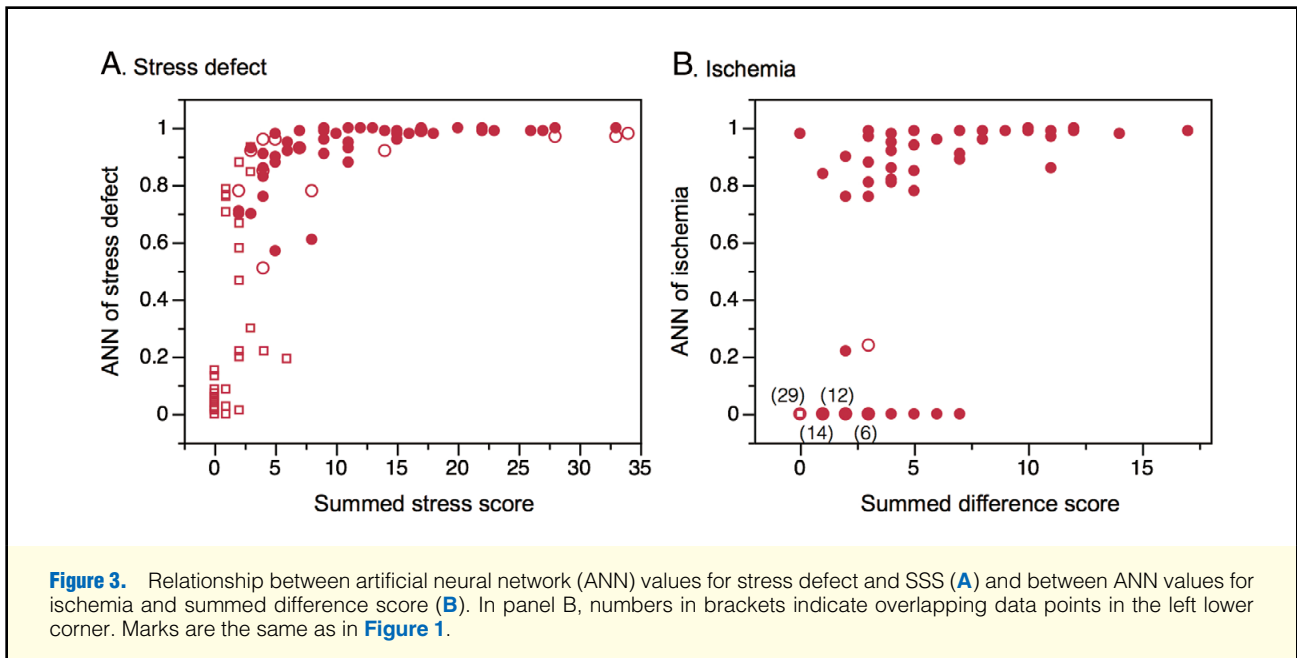 A. Stress defect
1
0.8
0.6
0.4
0.2
0
ANN of stress defect
0 5 10 15 20 25 30 35
Summed stress score
B. Ischemia
1
0.8
0.6
0.4
0.2
0
ANN of ischemia
(29) (12)
(14) (6)
0 5 10 15
Summed difference score
Figure 3. Relationship between artificial neural network (ANN) values for stress defect and SSS (A) and between ANN values for
ischemia and summed difference score (B). In panel B, numbers in brackets indicate overlapping data points in the left lower
corner. Marks are the same as in Figure 1.